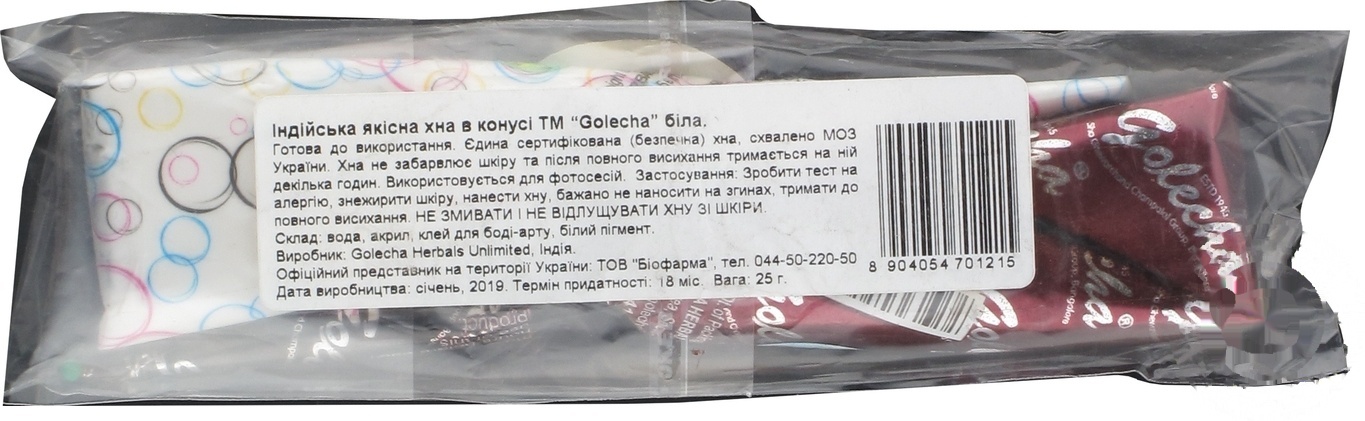 Індійська якісна хна в конусі ТМ “Golecha” біла.
Готова до використання. Єдина сертифікована (безпечна) хна, схвалено МОЗ
України. Хна не забарвлює шкіру та після повного висихання тримається на ній
декілька годин. Використовується для фотосесій. Застосування: Зробити тест на
алергію, знежирити шкіру, нанести хну, бажано не наносити на згинах, тримати до
повного висихання. НЕ ЗМИВАТИ І НЕ ВІДЛУЩУВАТИ ХНУ ЗІ ШКІРИ.
Склад: вода, акрил, клей для боді-арту, білий пігмент.
Виробник: Golecha Herbals Unlimited, Індія.
Офіційний представник на території України: ТОВ "Біофарма", тел. 044-50-220-50
Дата виробництва: січень, 2019. Термін придатності: 18 міс. Вага: 25 г.
8 904054 701215
Golecha
ESTD 1943
product